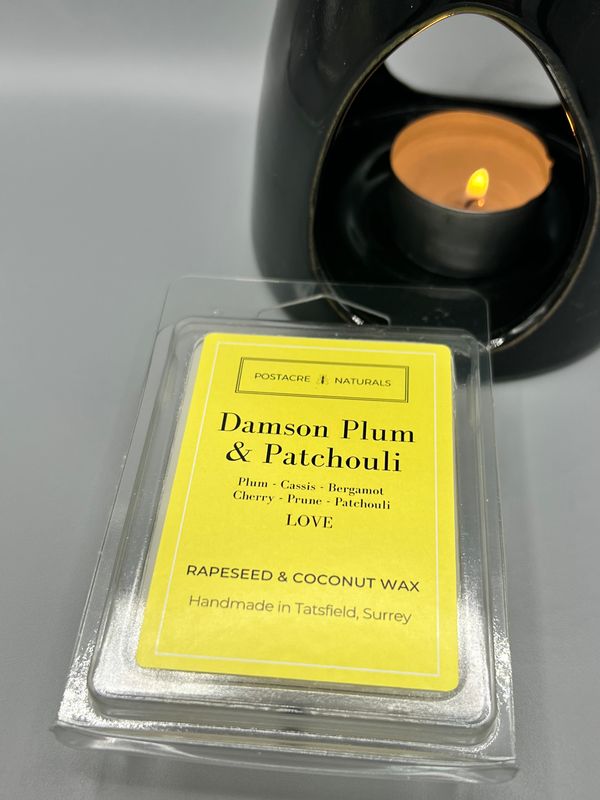 POSTACRE NATURALS
Damson Plum
& Patchouli
Plum - Cassis - Bergamot
Cherry - Prune - Patchouli
LOVE
RAPESEED & COCONUT WAX
Handmade in Tatsfield, Surrey